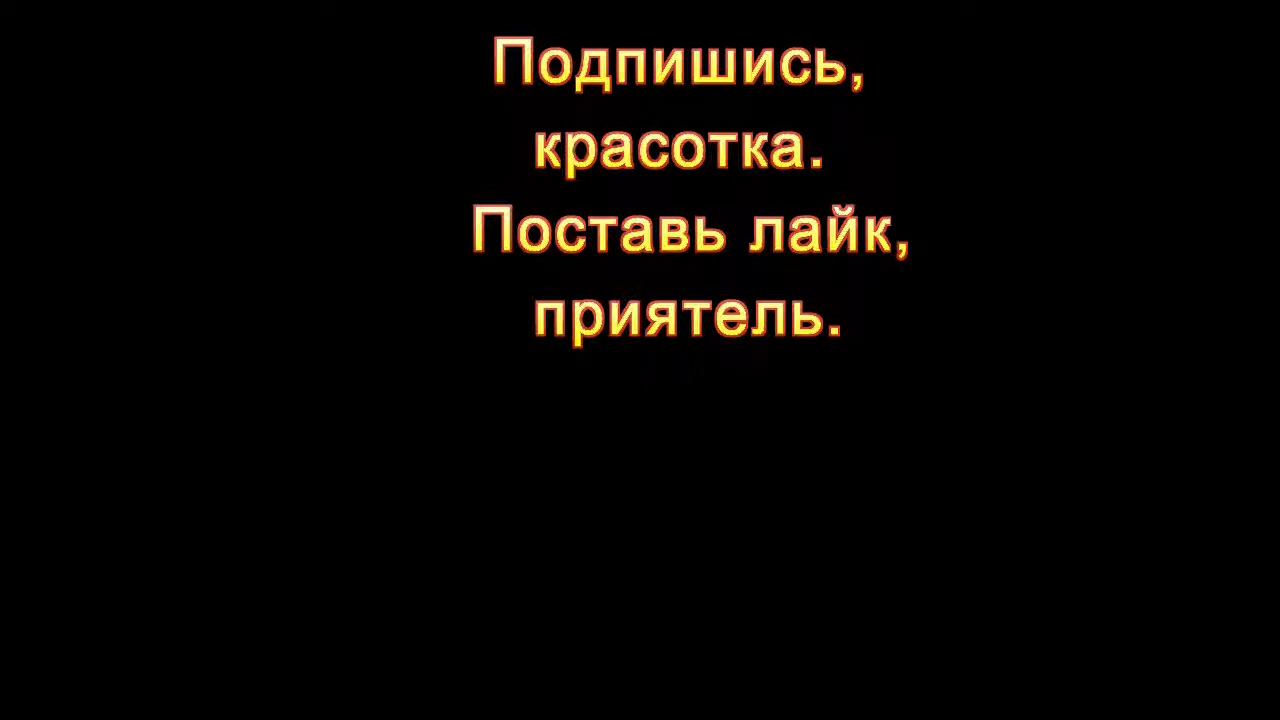 Подпишись,
красотка.
Поставь лайк,
приятель.